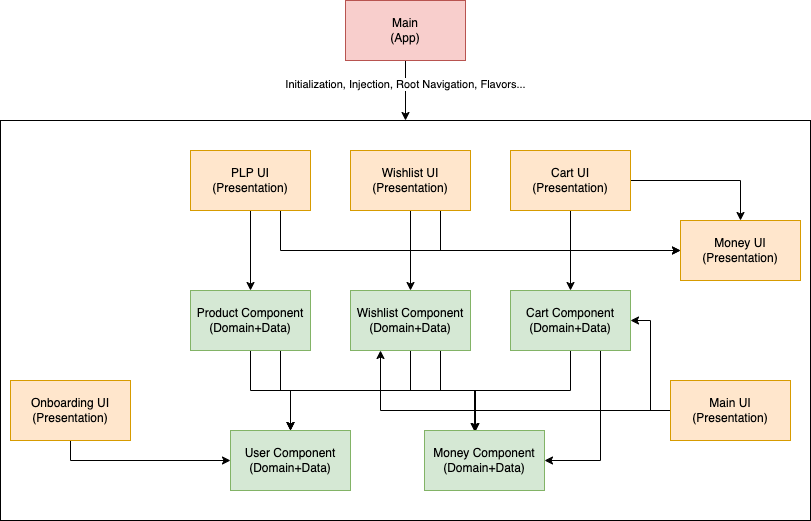 Main
(App)
Initialization, Injection, Root Navigation, Flavors...
PLP UI
(Presentation)
Wishlist UI
(Presentation)
Cart UI
(Presentation)
Money UI
(Presentation)
Product Component
(Domain+Data)
Wishlist Component
(Domain+Data)
Cart Component
(Domain+Data)
Onboarding UI
(Presentation)
Main UI
(Presentation)
User Component
(Domain+Data)
Money Component
(Domain+Data)